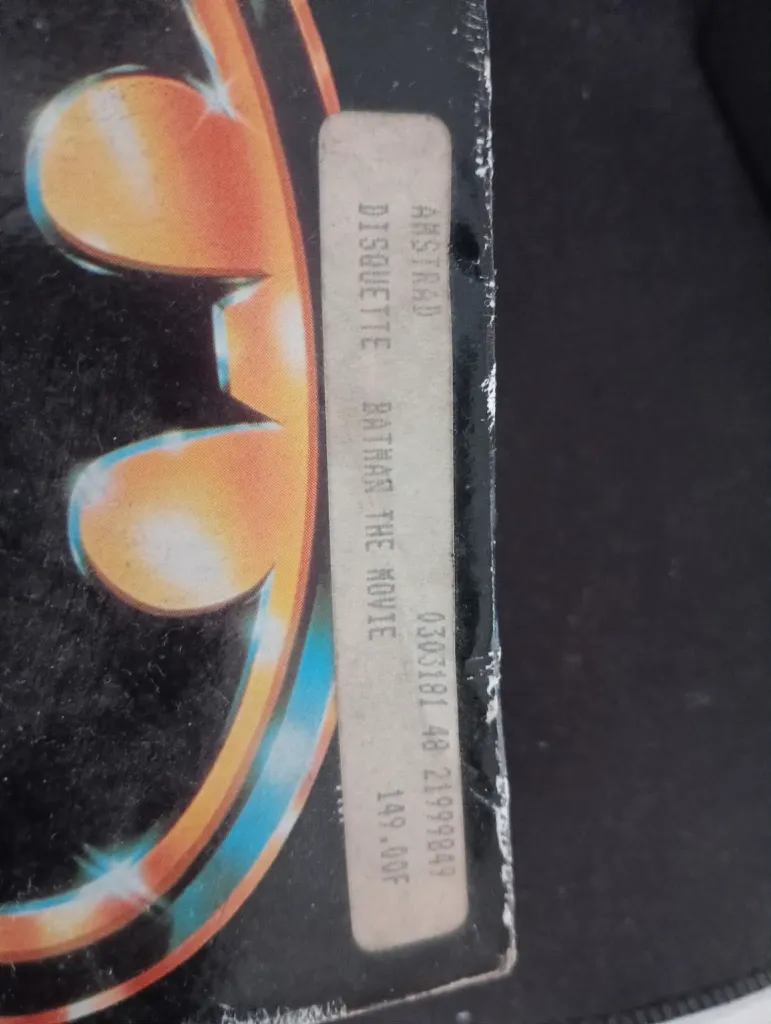 AMSTRAD 0303181 48 21999849
DISQUETTE BATMAN THE MOVIE 149.00F